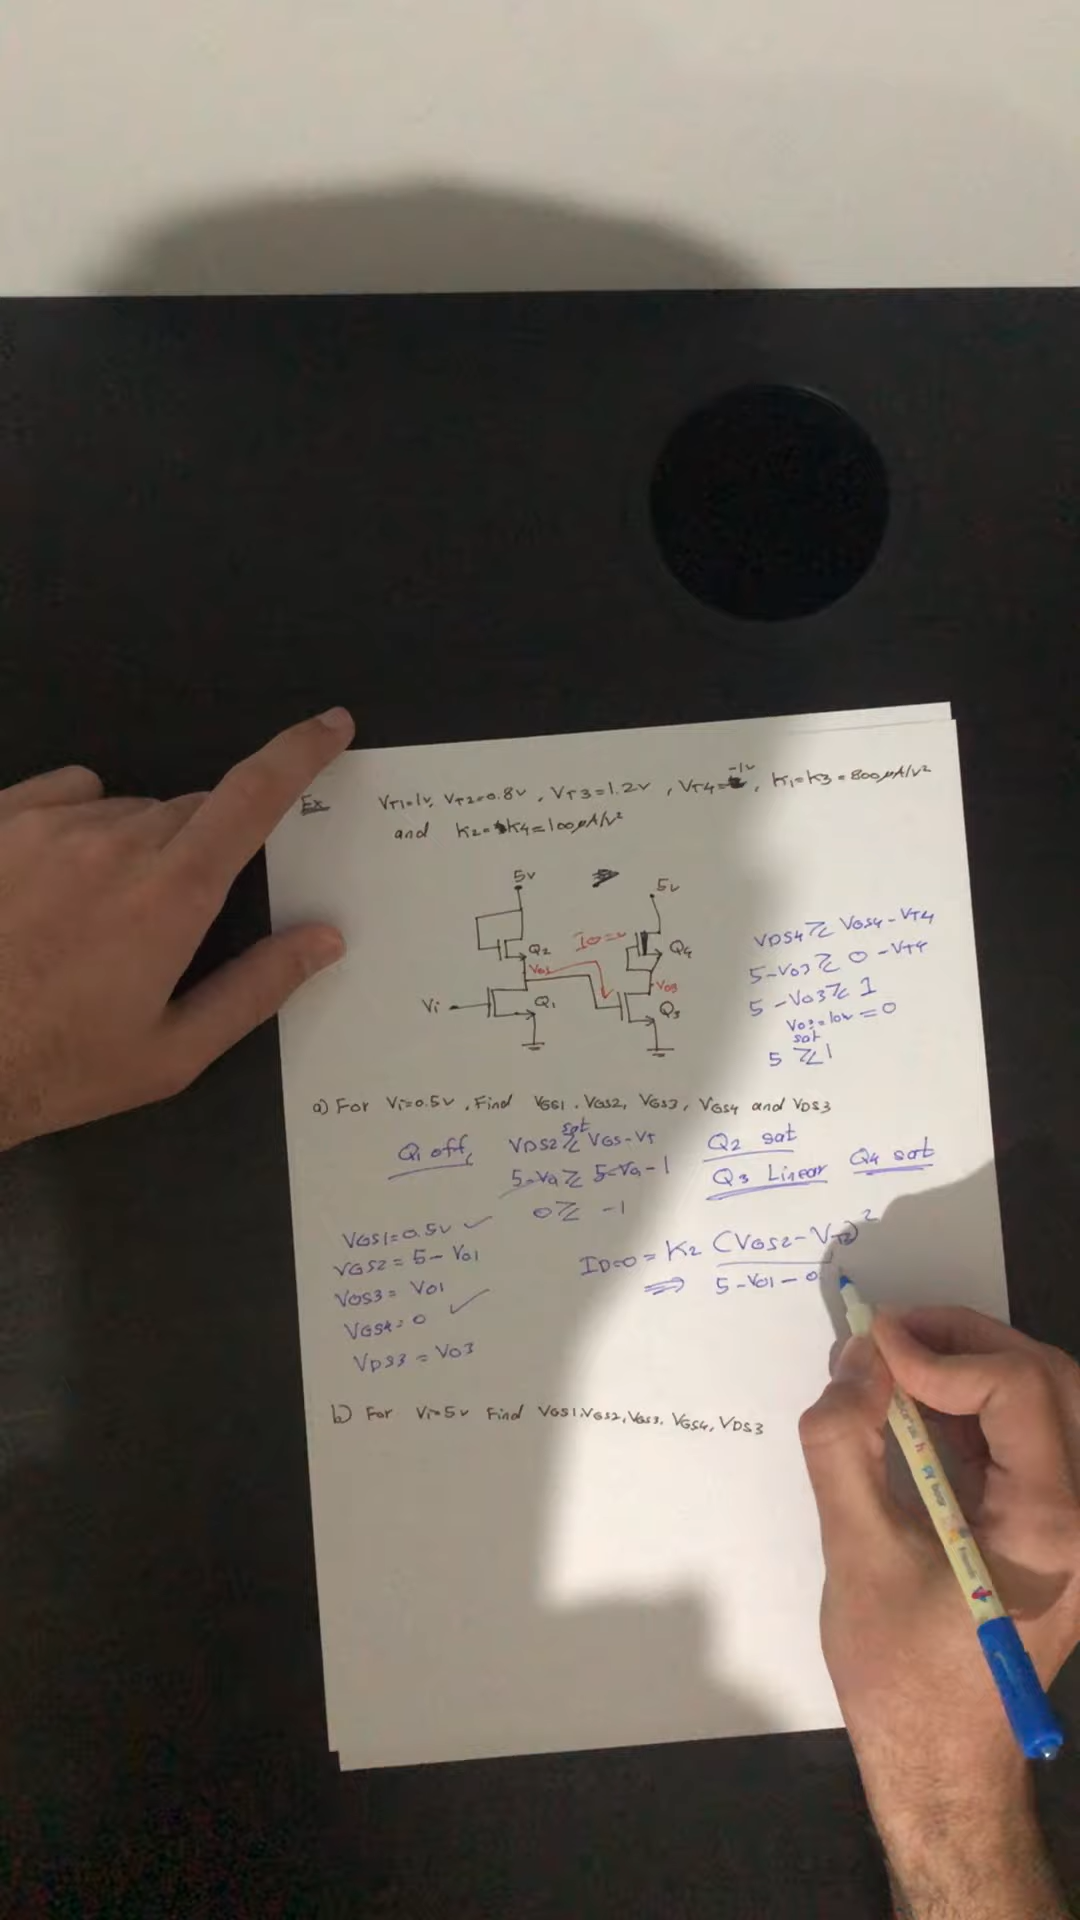 Ex VT1=1v, VT2=0.8v, VT3=1.2v, VT4=-1v, K1=K3=800μA/v²
and K2=K4=100μA/v²
5v
5v
Q2
IO=
Q4
Vo1
Vo3
Vi
Q1
Q3
VDS4 ≥ VGS4-VT4
5-Vo3 ≥ 0-VT4
5-Vo3 ≥ 1
Vo3=low=0
sat
5 ≥ 1
a) For Vi=0.5v, Find VGS1, VGS2, VGS3, VGS4 and VDS3
Q1 off,
sat
VDS2 ≥ VGS-VT
5-Vo ≥ 5-Vo-1
0 ≥ -1
Q2 sat
Q3 Linear
Q4 sat
VGS1=0.5v ✓
VGS2 = 5-Vo1
VGS3= Vo1
VGS4=0 ✓
VDS3=Vo3
ID=0=K2 (VGS2-VT2)²
⇒ 5-Vo1-0
b) For Vi=5v Find VGS1, VGS2, VGS3, VGS4, VDS3